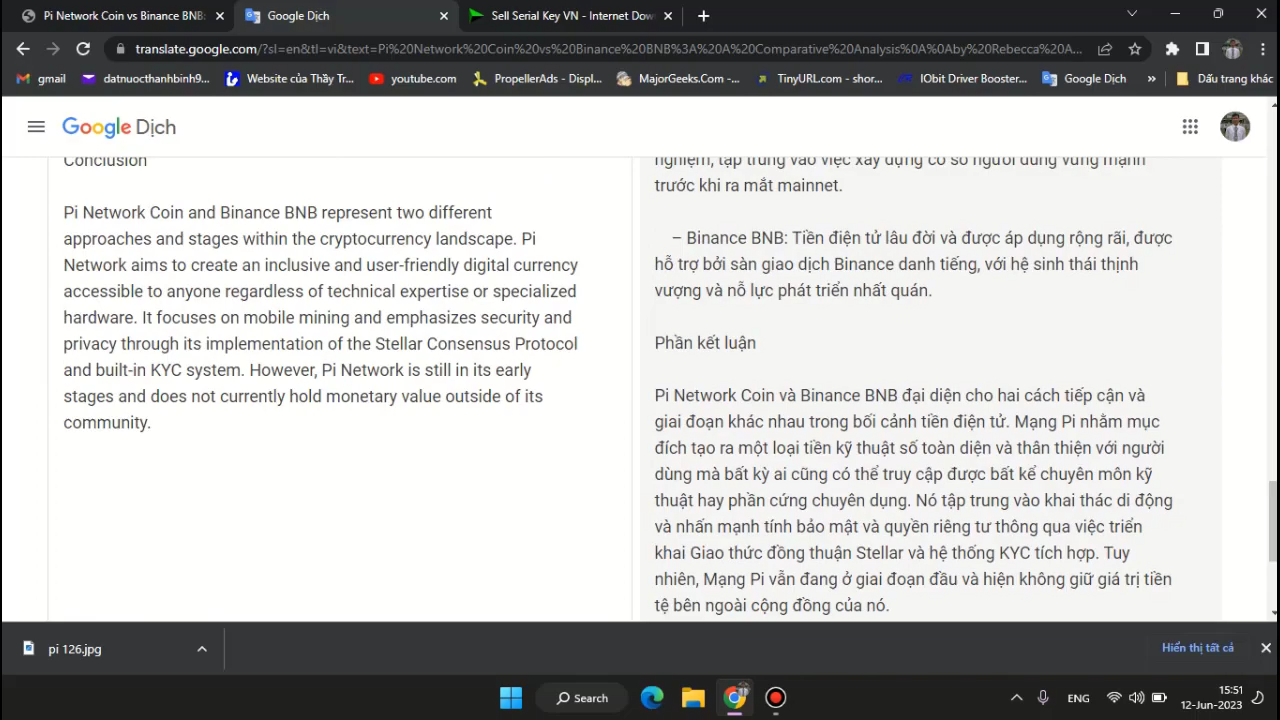 Pi Network Coin vs Binance BNB:
Google Dịch
Sell Serial Key VN - Internet Dow
translate.google.com/?sl=en&tl=vi&text=Pi%20Network%20Coin%20vs%20Binance%20BNB%3A%20A%20Comparative%20Analysis%0A%0Aby%20Rebecca%20A...
gmail
datnuocthanhbinh9...
Website của Thầy Tr...
youtube.com
PropellerAds - Displ...
MajorGeeks.Com -...
TinyURL.com - shor...
IObit Driver Booster...
Google Dịch
»
Dấu trang khác
Google Dịch
Conclusion
Pi Network Coin and Binance BNB represent two different
approaches and stages within the cryptocurrency landscape. Pi
Network aims to create an inclusive and user-friendly digital currency
accessible to anyone regardless of technical expertise or specialized
hardware. It focuses on mobile mining and emphasizes security and
privacy through its implementation of the Stellar Consensus Protocol
and built-in KYC system. However, Pi Network is still in its early
stages and does not currently hold monetary value outside of its
community.
nghiệm, tập trung vào việc xây dựng cơ sở người dùng vững mạnh
trước khi ra mắt mainnet.
– Binance BNB: Tiền điện tử lâu đời và được áp dụng rộng rãi, được
hỗ trợ bởi sàn giao dịch Binance danh tiếng, với hệ sinh thái thịnh
vượng và nỗ lực phát triển nhất quán.
Phần kết luận
Pi Network Coin và Binance BNB đại diện cho hai cách tiếp cận và
giai đoạn khác nhau trong bối cảnh tiền điện tử. Mạng Pi nhằm mục
đích tạo ra một loại tiền kỹ thuật số toàn diện và thân thiện với người
dùng mà bất kỳ ai cũng có thể truy cập được bất kể chuyên môn kỹ
thuật hay phần cứng chuyên dụng. Nó tập trung vào khai thác di động
và nhấn mạnh tính bảo mật và quyền riêng tư thông qua việc triển
khai Giao thức đồng thuận Stellar và hệ thống KYC tích hợp. Tuy
nhiên, Mạng Pi vẫn đang ở giai đoạn đầu và hiện không giữ giá trị tiền
tệ bên ngoài cộng đồng của nó.
pi 126.jpg
Hiển thị tất cả
Search
ENG
15:51
12-Jun-2023